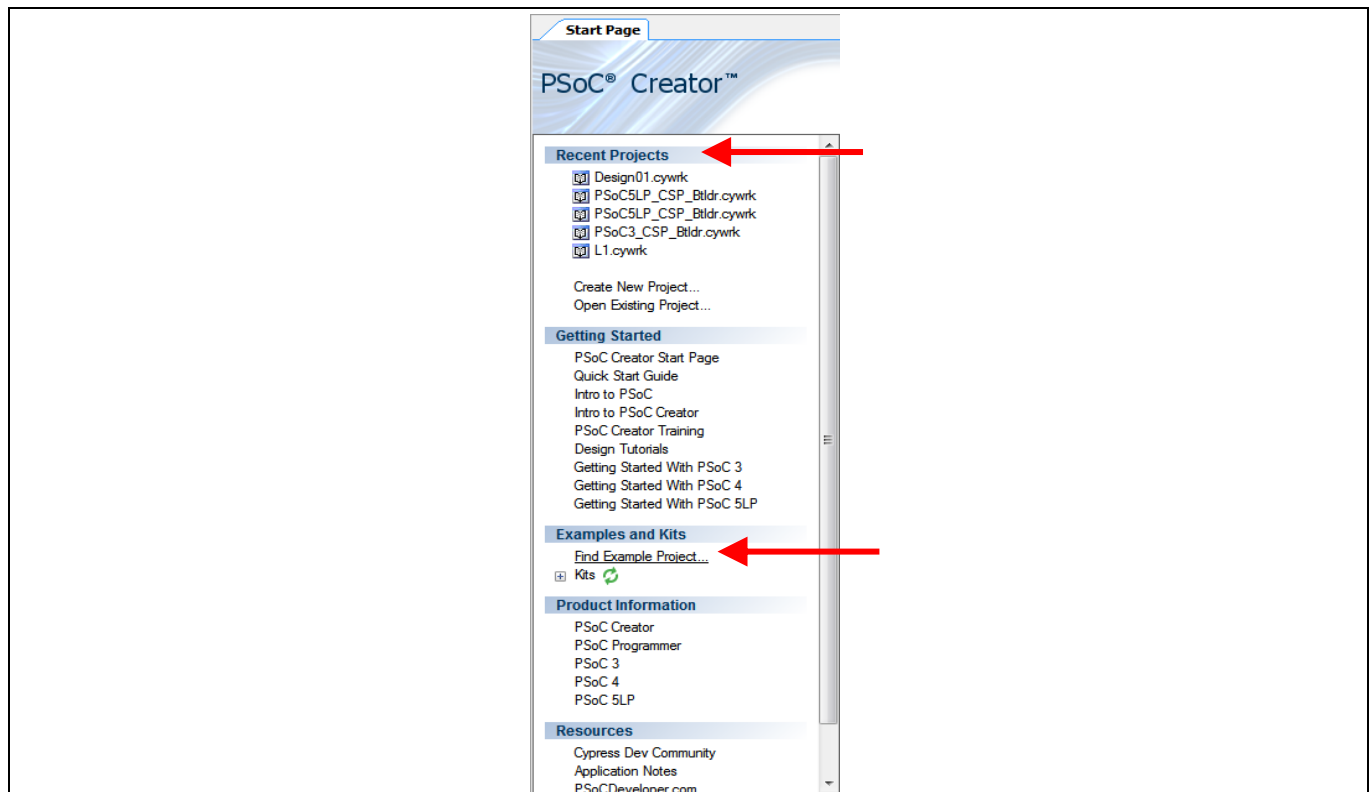 Start Page
PSoC® Creator™
Recent Projects
Design01.cywrk
PSoC5LP_CSP_Btldr.cywrk
PSoC5LP_CSP_Btldr.cywrk
PSoC3_CSP_Btldr.cywrk
L1.cywrk
Create New Project...
Open Existing Project...
Getting Started
PSoC Creator Start Page
Quick Start Guide
Intro to PSoC
Intro to PSoC Creator
PSoC Creator Training
Design Tutorials
Getting Started With PSoC 3
Getting Started With PSoC 4
Getting Started With PSoC 5LP
Examples and Kits
Find Example Project...
Kits
Product Information
PSoC Creator
PSoC Programmer
PSoC 3
PSoC 4
PSoC 5LP
Resources
Cypress Dev Community
Application Notes
PSoCDeveloper.com